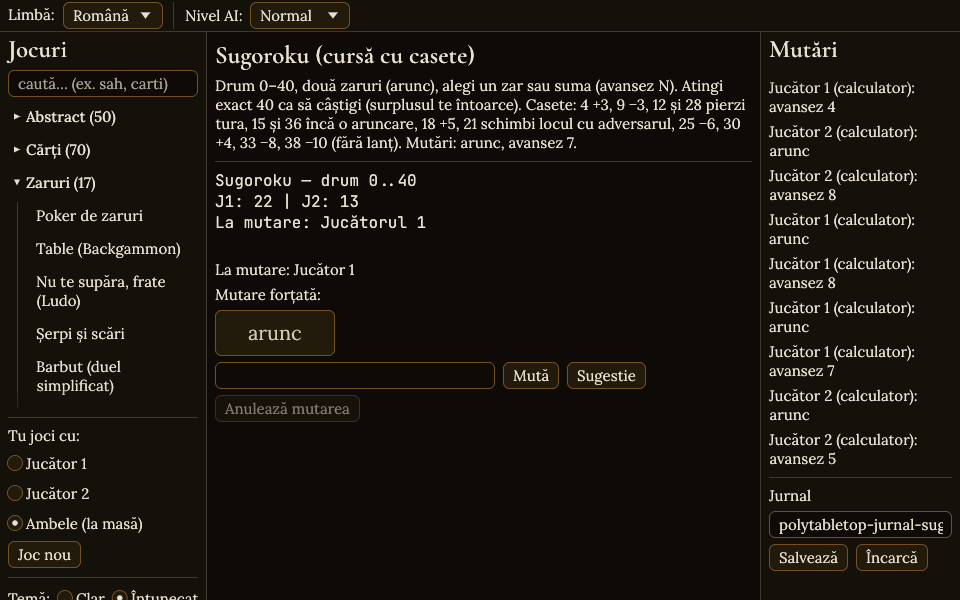 Limbă: Română ▼ Nivel AI: Normal ▼
Jocuri
caută... (ex. sah, carti)
▸ Abstract (50)
▸ Cărți (70)
▾ Zaruri (17)
Poker de zaruri
Table (Backgammon)
Nu te supăra, frate
(Ludo)
Șerpi și scări
Barbut (duel
simplificat)
Tu joci cu:
Jucător 1
Jucător 2
Ambele (la masă)
Joc nou
Temă: Clar Întunecat
Sugoroku (cursă cu casete)
Drum 0–40, două zaruri (arunc), alegi un zar sau suma (avansez N). Atingi
exact 40 ca să câștigi (surplusul te întoarce). Casete: 4 +3, 9 −3, 12 și 28 pierzi
tura, 15 și 36 încă o aruncare, 18 +5, 21 schimbi locul cu adversarul, 25 −6, 30
+4, 33 −8, 38 −10 (fără lanț). Mutări: arunc, avansez 7.
Sugoroku — drum 0..40
J1: 22 | J2: 13
La mutare: Jucătorul 1
La mutare: Jucător 1
Mutare forțată:
arunc
Mută Sugestie
Anulează mutarea
Mutări
Jucător 1 (calculator):
avansez 4
Jucător 2 (calculator):
arunc
Jucător 2 (calculator):
avansez 8
Jucător 1 (calculator):
arunc
Jucător 1 (calculator):
avansez 8
Jucător 1 (calculator):
arunc
Jucător 1 (calculator):
avansez 7
Jucător 2 (calculator):
arunc
Jucător 2 (calculator):
avansez 5
Jurnal
polytabletop-jurnal-sug
Salvează Încarcă